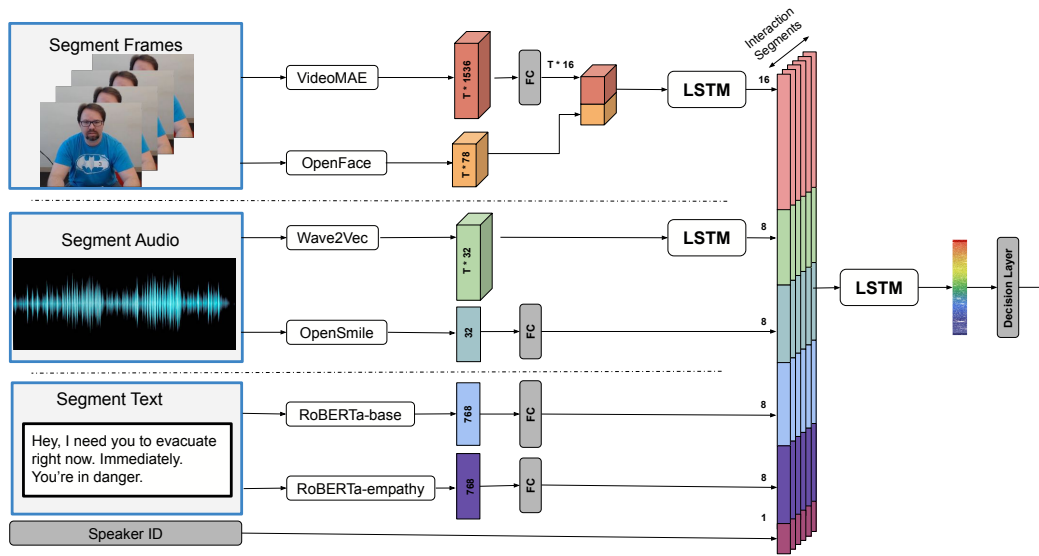 Segment Frames
VideoMAE
T * 1536
FC
T * 16
LSTM
16
Interaction
Segments
OpenFace
T * 78
Segment Audio
Wave2Vec
T * 32
LSTM
8
LSTM
Decision Layer
OpenSmile
32
FC
8
Segment Text
Hey, I need you to evacuate
right now. Immediately.
You're in danger.
RoBERTa-base
768
FC
8
RoBERTa-empathy
768
FC
8
Speaker ID
1